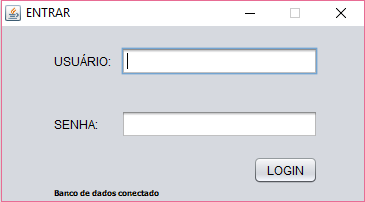 ENTRAR
USUÁRIO:
SENHA:
LOGIN
Banco de dados conectado